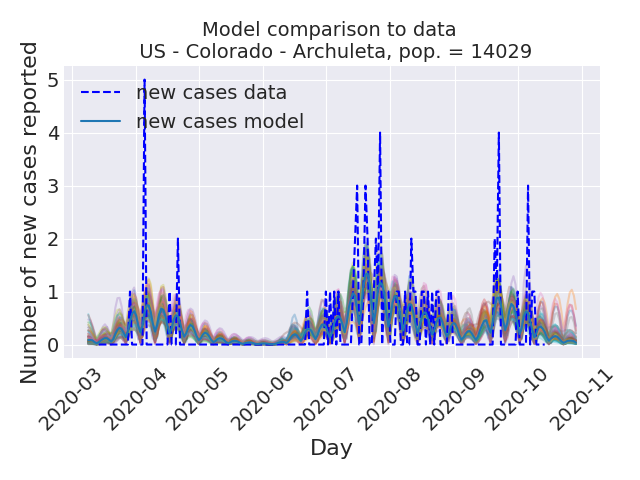 Model comparison to data
US - Colorado - Archuleta, pop. = 14029
Number of new cases reported
5
4
3
2
1
0
new cases data
new cases model
2020-03
2020-04
2020-05
2020-06
2020-07
2020-08
2020-09
2020-10
2020-11
Day